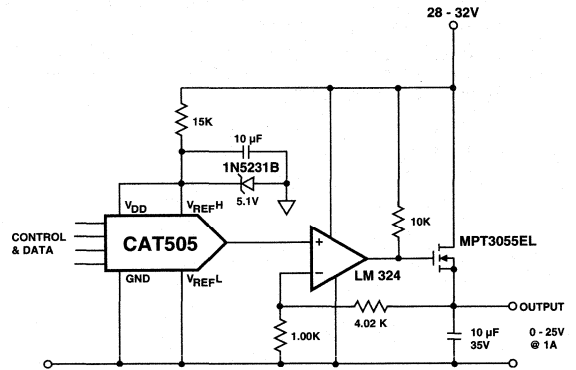 28 - 32V
15K
10 µF
1N5231B
5.1V
VDD
VREFH
10K
MPT3055EL
CONTROL
& DATA
CAT505
+
−
LM 324
GND
VREFL
OUTPUT
4.02 K
1.00K
10 µF
35V
0 - 25V
@ 1A